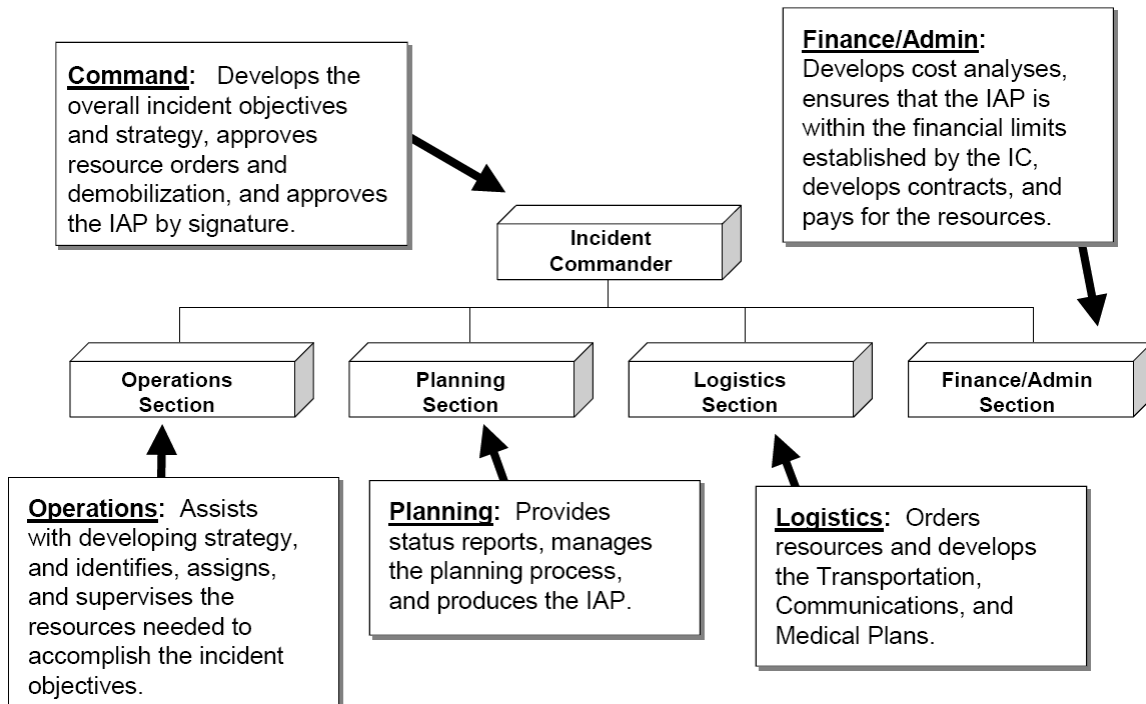 Command: Develops the
overall incident objectives
and strategy, approves
resource orders and
demobilization, and approves
the IAP by signature.
Finance/Admin:
Develops cost analyses,
ensures that the IAP is
within the financial limits
established by the IC,
develops contracts, and
pays for the resources.
Incident
Commander
Operations
Section
Planning
Section
Logistics
Section
Finance/Admin
Section
Operations: Assists
with developing strategy,
and identifies, assigns,
and supervises the
resources needed to
accomplish the incident
objectives.
Planning: Provides
status reports, manages
the planning process,
and produces the IAP.
Logistics: Orders
resources and develops
the Transportation,
Communications, and
Medical Plans.